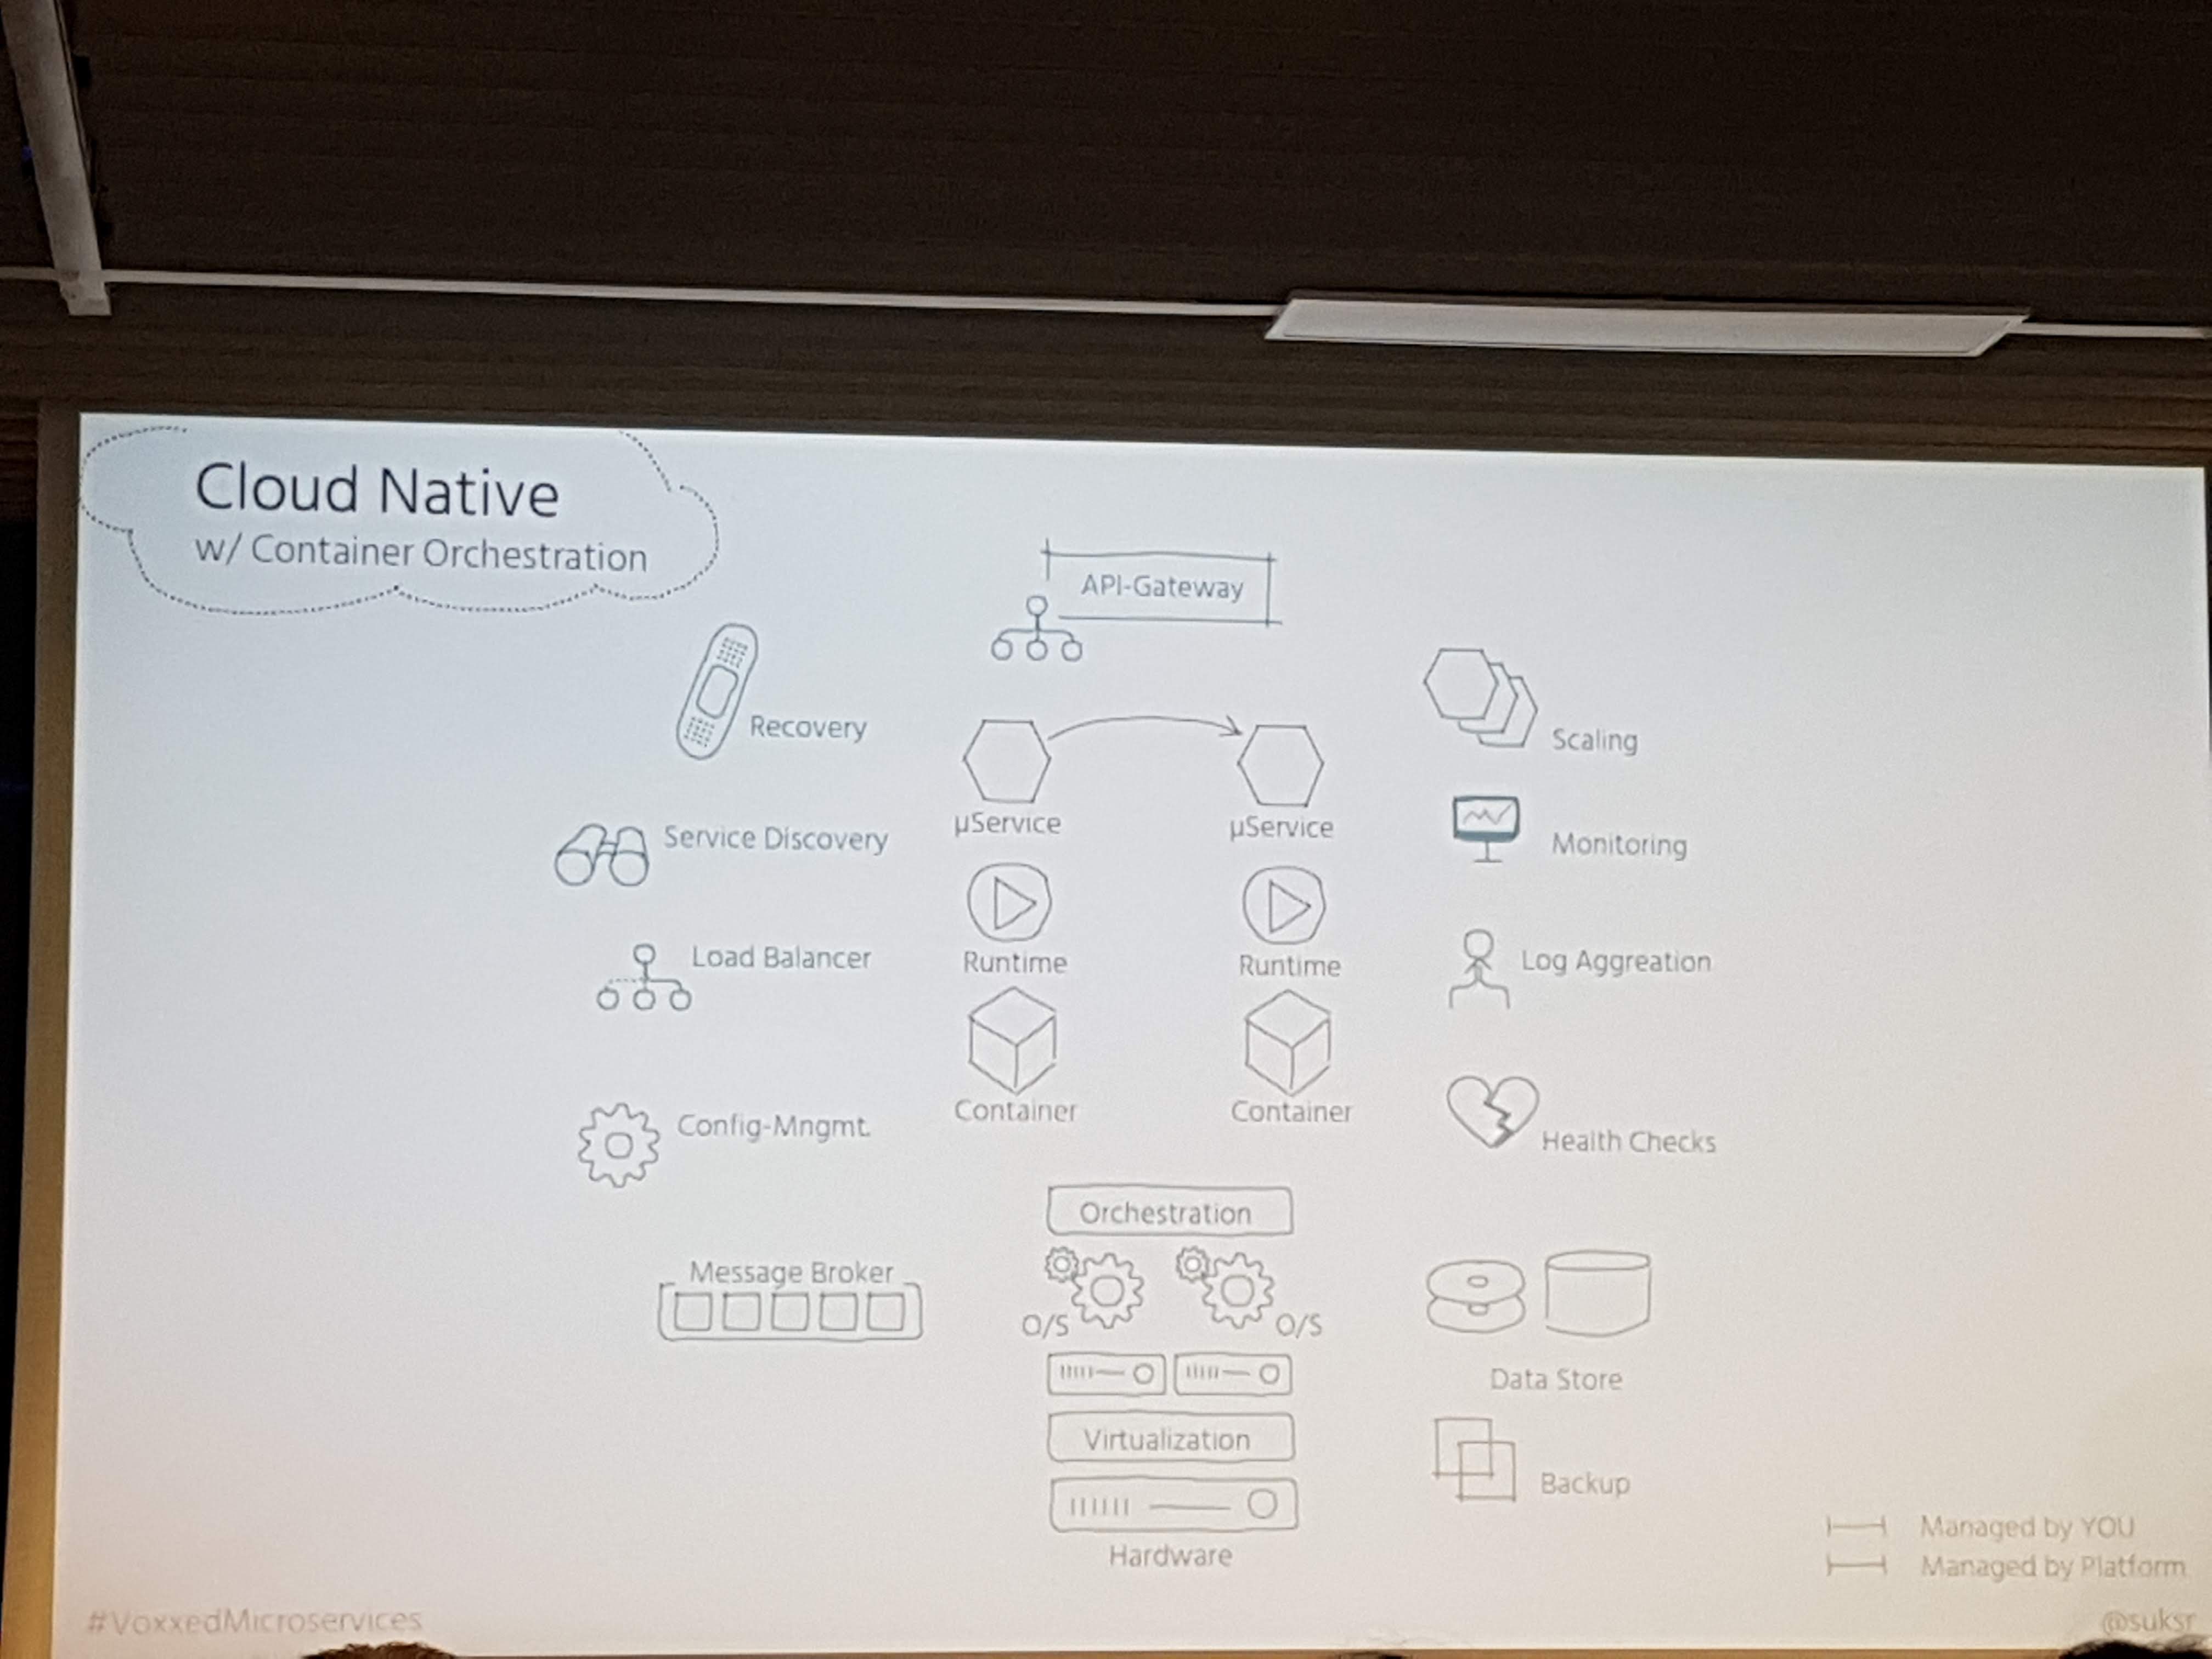 Cloud Native
w/ Container Orchestration
API-Gateway
Recovery
Scaling
µService
µService
Service Discovery
Monitoring
Runtime
Runtime
Load Balancer
Log Aggreation
Container
Container
Config-Mngmt.
Health Checks
Orchestration
Message Broker
O/S
O/S
Data Store
Virtualization
Backup
Hardware
Managed by YOU
Managed by Platform
#VoxxedMicroservices
@suksr